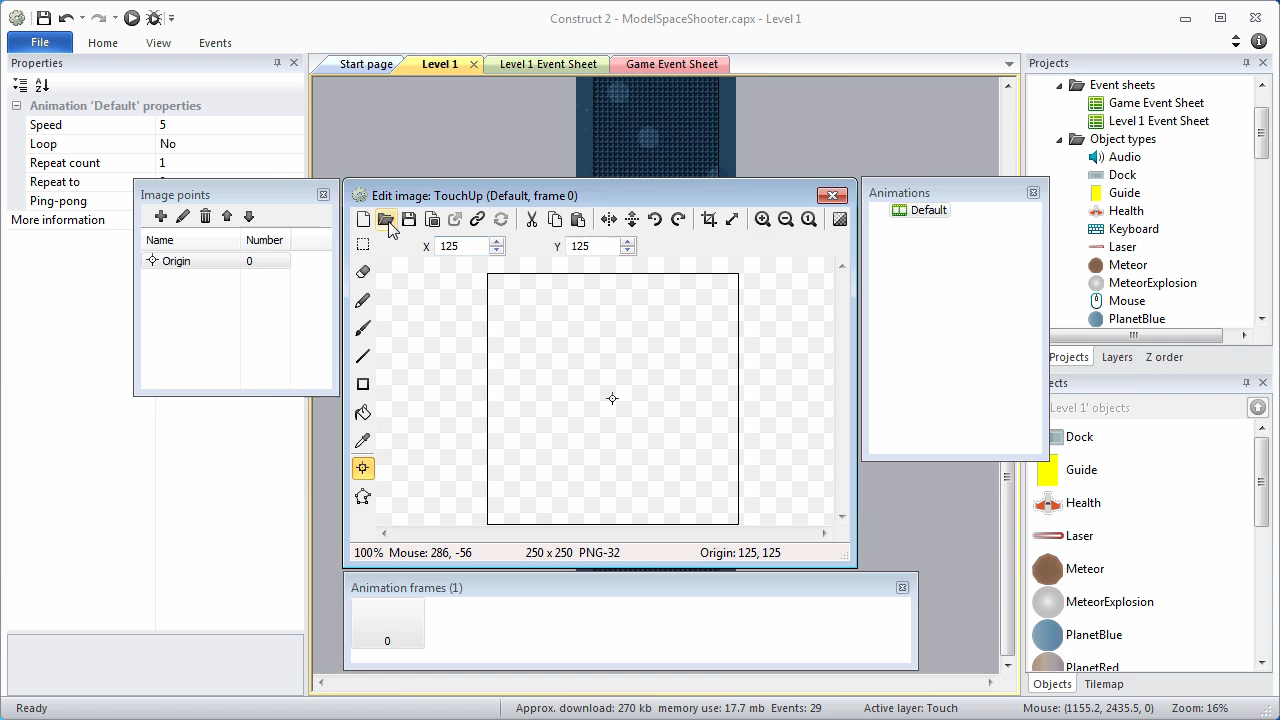 Construct 2 - ModelSpaceShooter.capx - Level 1
File
Home
View
Events
Properties
Animation 'Default' properties
Speed 5
Loop No
Repeat count 1
Repeat to
Ping-pong
More information
Image points
Name Number
Origin 0
Start page
Level 1
Level 1 Event Sheet
Game Event Sheet
Edit image: TouchUp (Default, frame 0)
X 125
Y 125
100% Mouse: 286, -56 250 x 250 PNG-32 Origin: 125, 125
Animation frames (1)
0
Animations
Default
Projects
Event sheets
Game Event Sheet
Level 1 Event Sheet
Object types
Audio
Dock
Guide
Health
Keyboard
Laser
Meteor
MeteorExplosion
Mouse
PlanetBlue
Projects
Layers
Z order
ects
Level 1' objects
Dock
Guide
Health
Laser
Meteor
MeteorExplosion
PlanetBlue
PlanetRed
Objects
Tilemap
Ready
Approx. download: 270 kb memory use: 17.7 mb Events: 29
Active layer: Touch
Mouse: (1155.2, 2435.5, 0)
Zoom: 16%